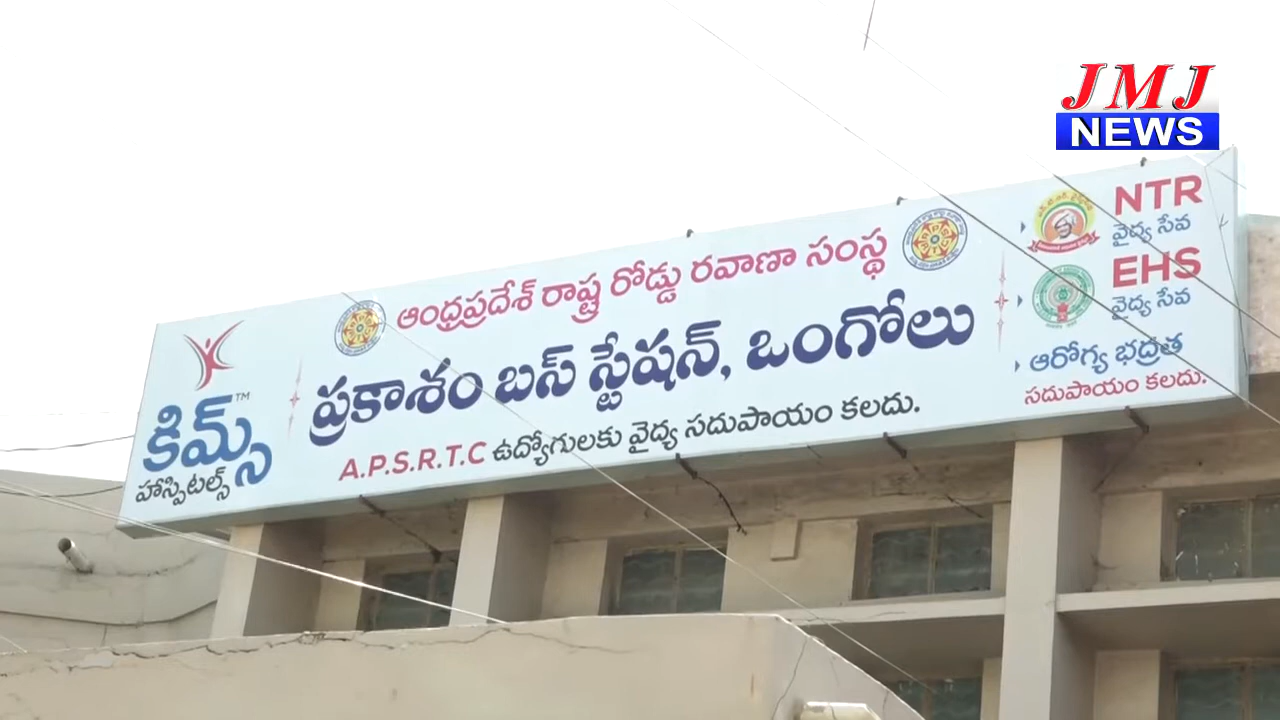 JMJ
NEWS
కిమ్స్ TM
హాస్పిటల్స్
ఆంధ్రప్రదేశ్ రాష్ట్ర రోడ్డు రవాణా సంస్థ
ప్రకాశం బస్ స్టేషన్, ఒంగోలు
A.P.S.R.T.C ఉద్యోగులకు వైద్య సదుపాయం కలదు.
NTR
వైద్య సేవ
EHS
వైద్య సేవ
ఆరోగ్య భద్రత
సదుపాయం కలదు.